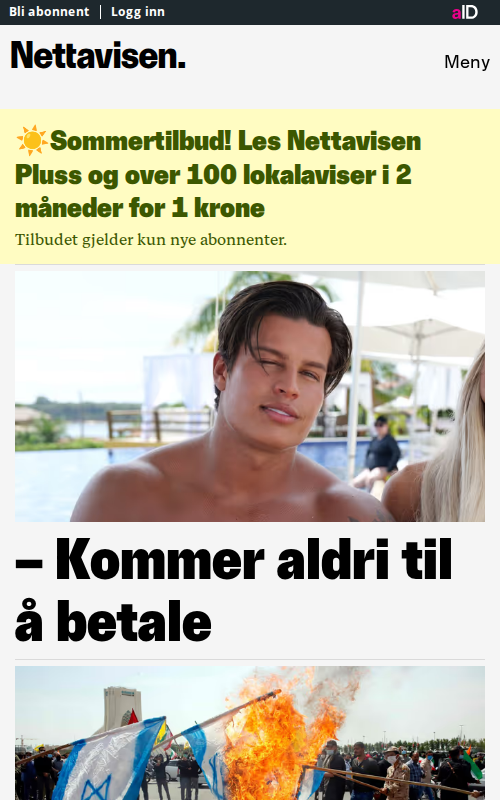 Bli abonnent | Logg inn
aID
Nettavisen.
Meny
☀️Sommertilbud! Les Nettavisen
Pluss og over 100 lokalaviser i 2
måneder for 1 krone
Tilbudet gjelder kun nye abonnenter.
– Kommer aldri til
å betale